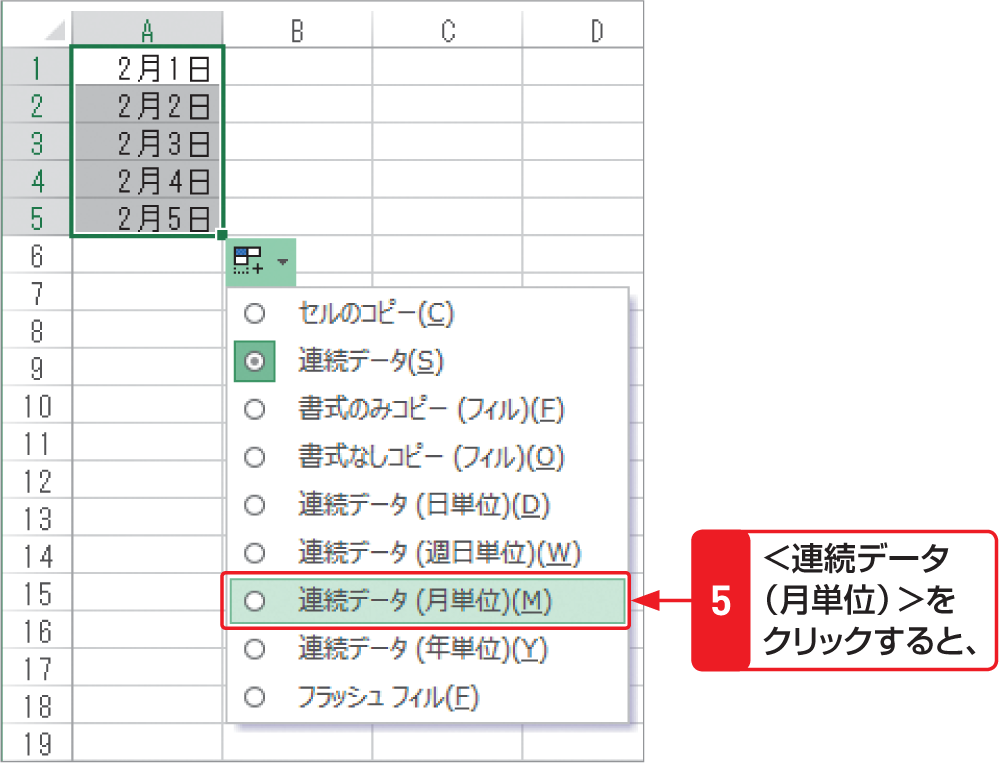 A B C D
1 2月1日
2 2月2日
3 2月3日
4 2月4日
5 2月5日
6
7
8
9
10
11
12
13
14
15
16
17
18
19
セルのコピー(C)
連続データ(S)
書式のみコピー (フィル)(F)
書式なしコピー (フィル)(O)
連続データ (日単位)(D)
連続データ (週日単位)(W)
連続データ (月単位)(M)
連続データ (年単位)(Y)
フラッシュ フィル(F)
5
＜連続データ
（月単位）＞を
クリックすると、